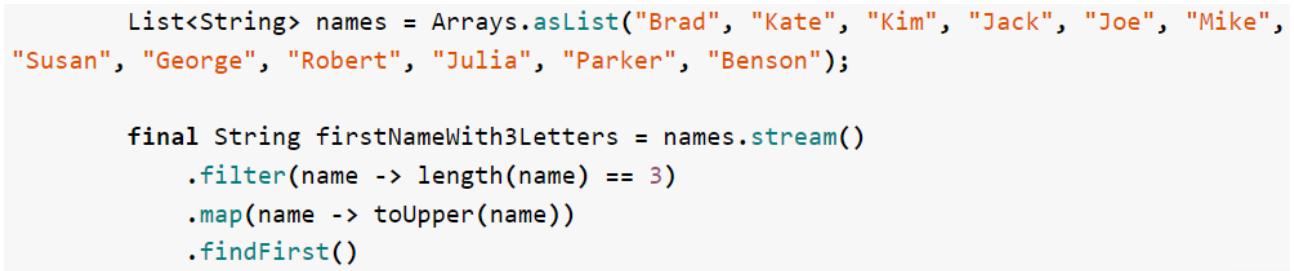 List<String> names = Arrays.asList("Brad", "Kate", "Kim", "Jack", "Joe", "Mike",
"Susan", "George", "Robert", "Julia", "Parker", "Benson");
final String firstNameWith3Letters = names.stream()
.filter(name -> length(name) == 3)
.map(name -> toUpper(name))
.findFirst()